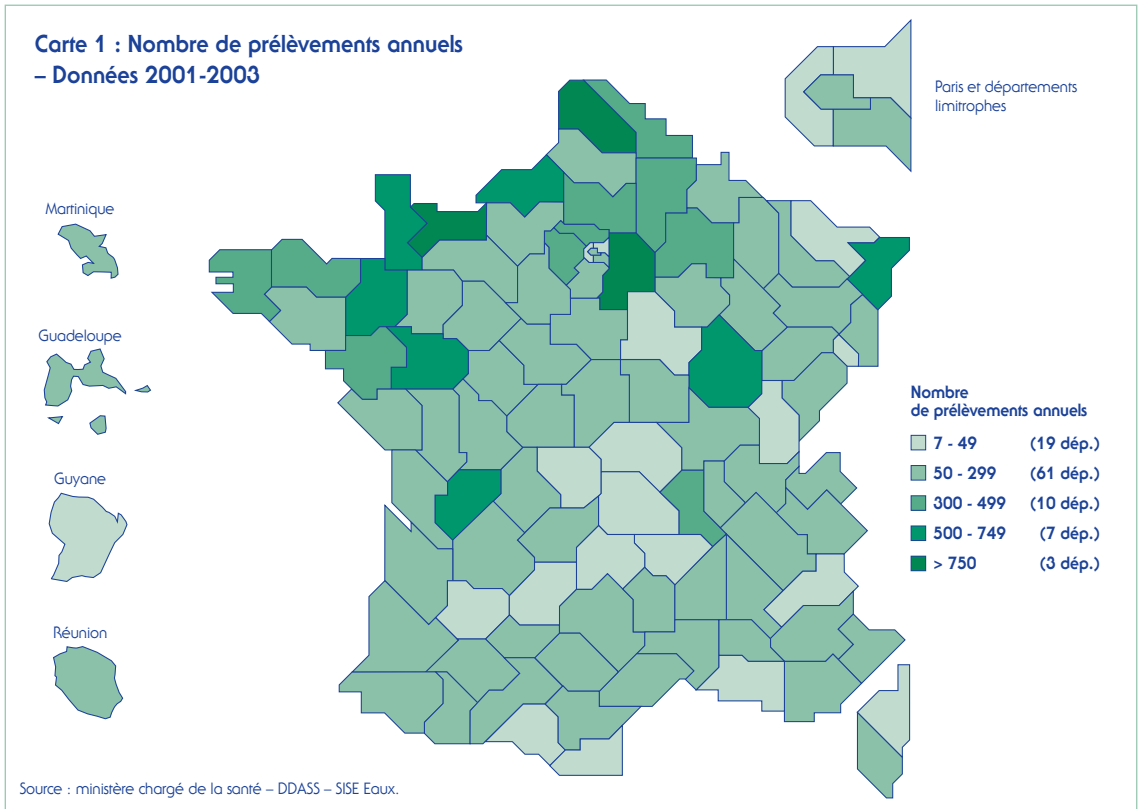 Carte 1 : Nombre de prélèvements annuels
– Données 2001-2003
Paris et départements
limitrophes
Martinique
Guadeloupe
Guyane
Réunion
Nombre
de prélèvements annuels
7 - 49 (19 dép.)
50 - 299 (61 dép.)
300 - 499 (10 dép.)
500 - 749 (7 dép.)
> 750 (3 dép.)
Source : ministère chargé de la santé – DDASS – SISE Eaux.